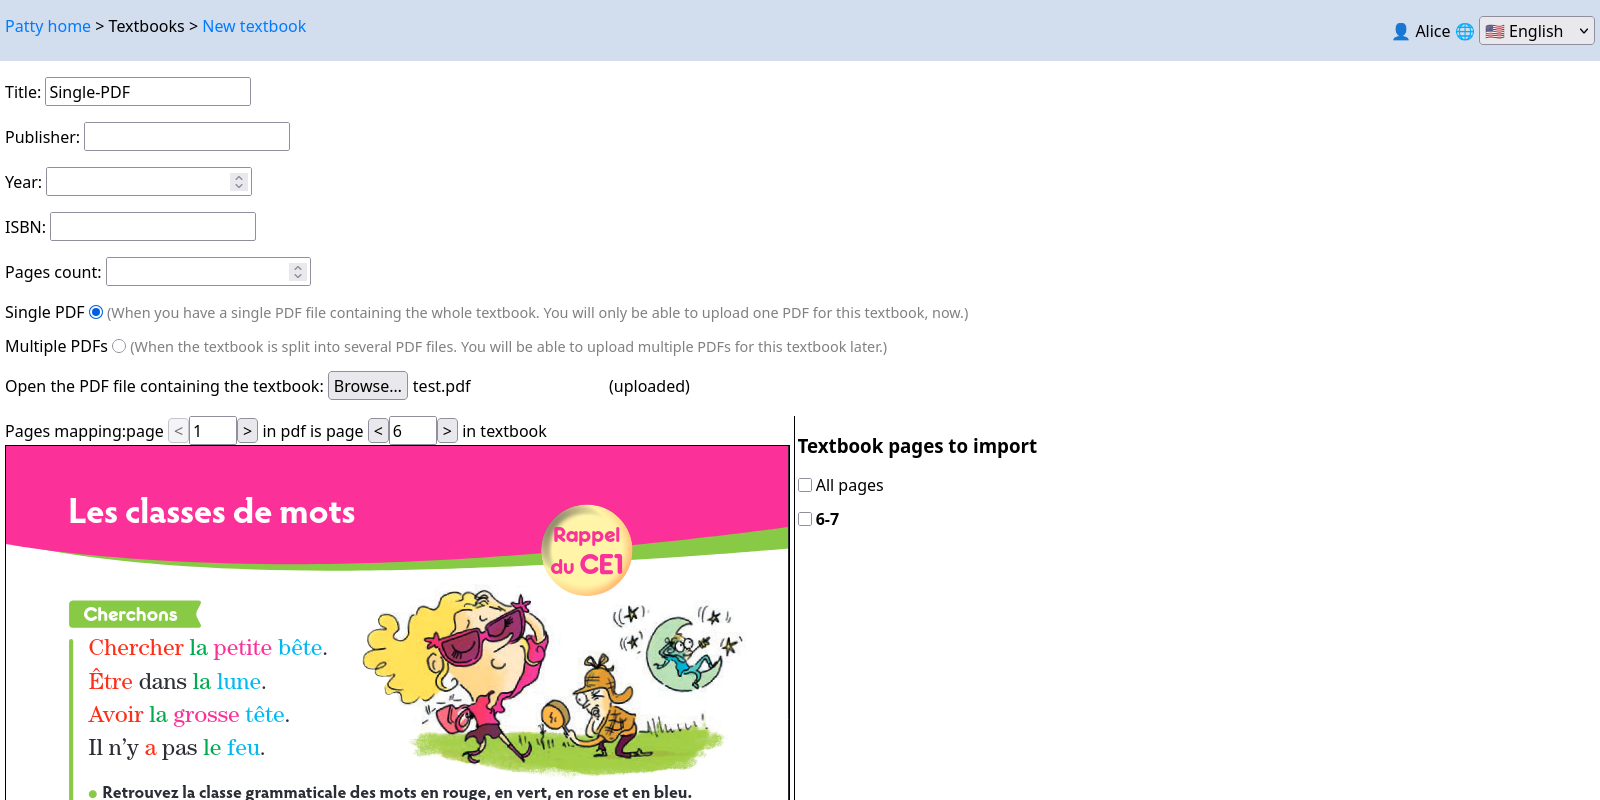 Patty home > Textbooks > New textbook
Alice
English
Title: Single-PDF
Publisher:
Year:
ISBN:
Pages count:
Single PDF (When you have a single PDF file containing the whole textbook. You will only be able to upload one PDF for this textbook, now.)
Multiple PDFs (When the textbook is split into several PDF files. You will be able to upload multiple PDFs for this textbook later.)
Open the PDF file containing the textbook: Browse... test.pdf (uploaded)
Pages mapping:page < 1 > in pdf is page < 6 > in textbook
Les classes de mots
Rappel
du CE1
Cherchons
Chercher la petite bête.
Être dans la lune.
Avoir la grosse tête.
Il n'y a pas le feu.
• Retrouvez la classe grammaticale des mots en rouge, en vert, en rose et en bleu.
Textbook pages to import
All pages
6-7